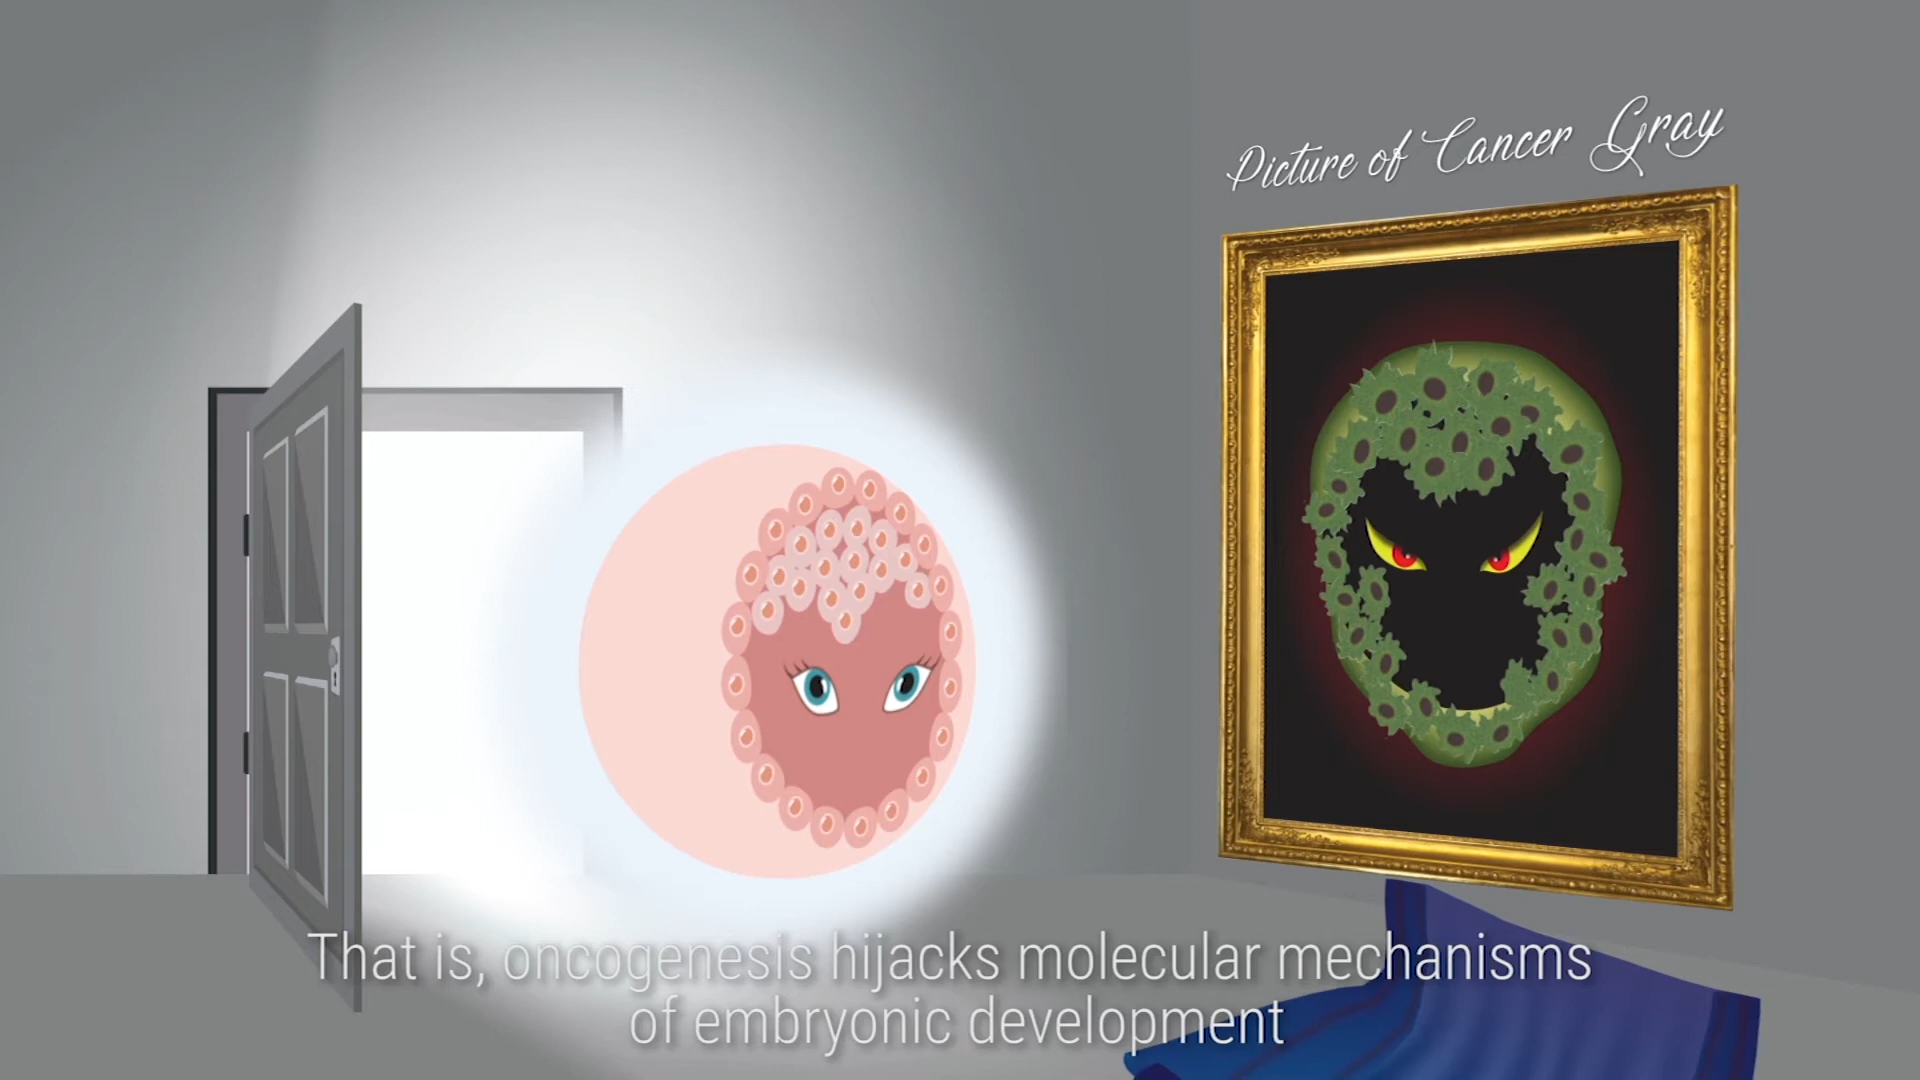 Picture of Cancer Gray
That is, oncogenesis hijacks molecular mechanisms
of embryonic development